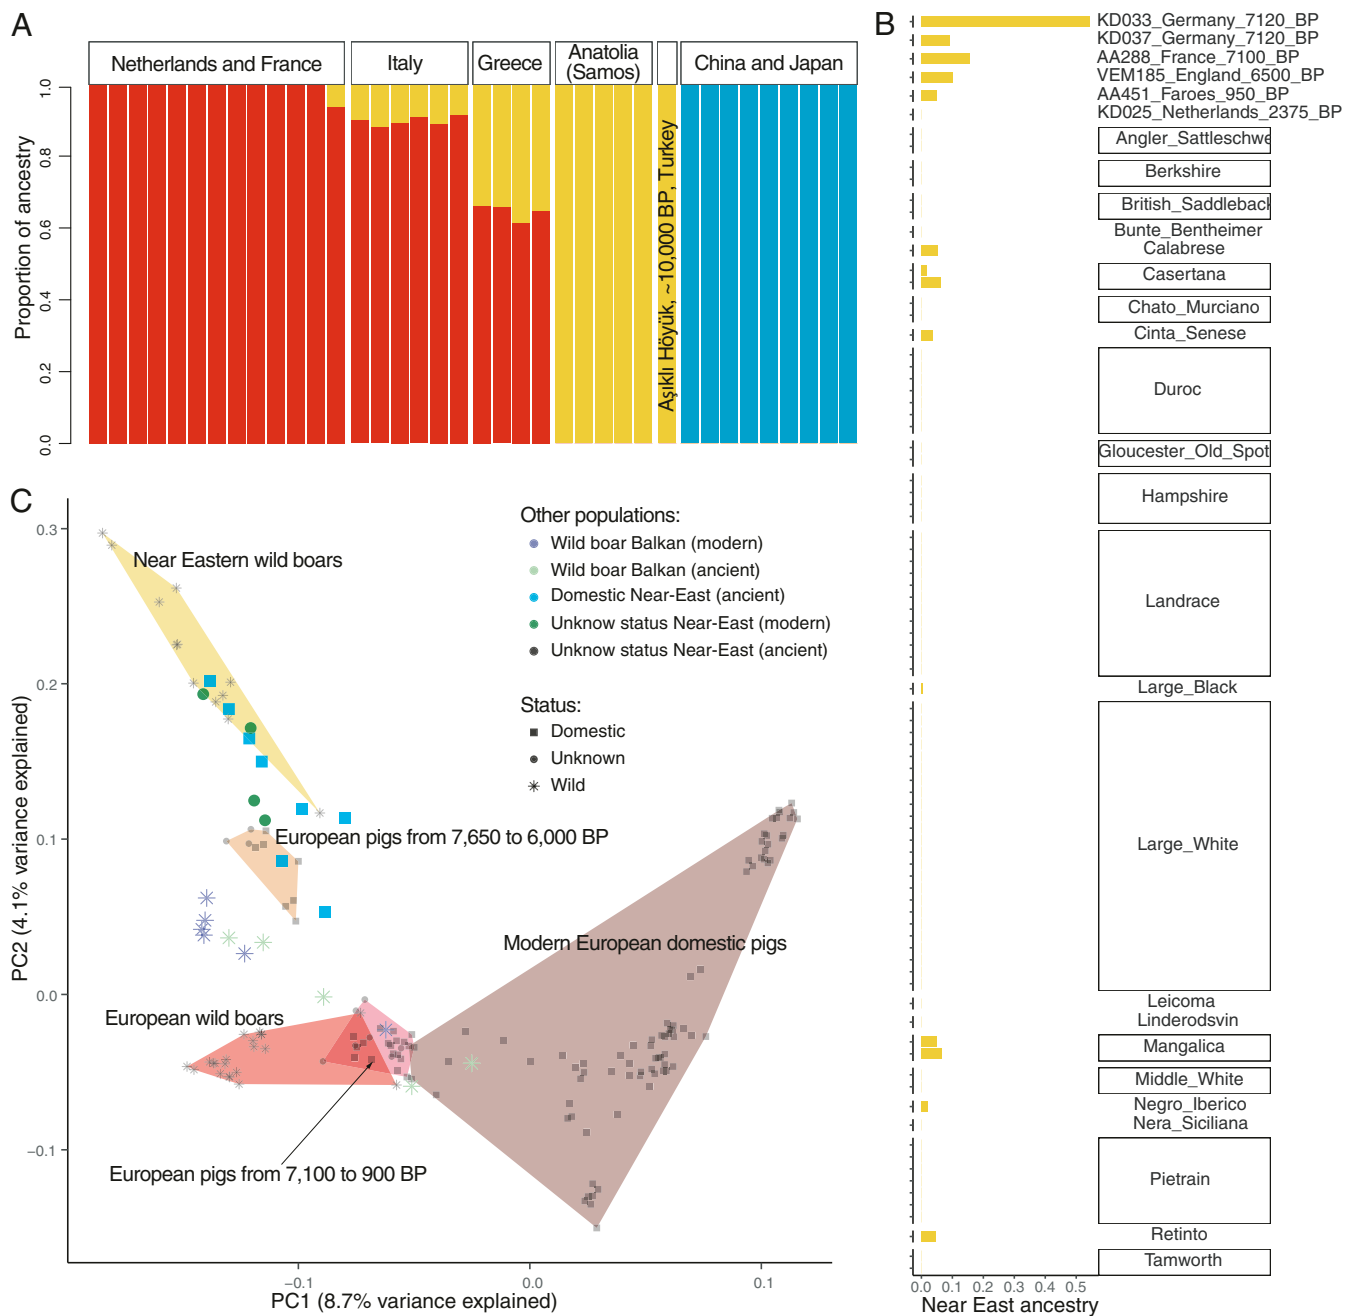 A
Netherlands and France
Italy
Greece
Anatolia
(Samos)
China and Japan
Proportion of ancestry
1.0
0.8
0.6
0.4
0.2
0.0
Aşıklı Höyük, ~10,000 BP, Turkey
B
KD033_Germany_7120_BP
KD037_Germany_7120_BP
AA288_France_7100_BP
VEM185_England_6500_BP
AA451_Faroes_950_BP
KD025_Netherlands_2375_BP
Angler_Sattleschwe
Berkshire
British_Saddleback
Bunte_Bentheimer
Calabrese
Casertana
Chato_Murciano
Cinta_Senese
Duroc
Gloucester_Old_Spot
Hampshire
Landrace
Large_Black
Large_White
Leicoma
Linderodsvin
Mangalica
Middle_White
Negro_Iberico
Nera_Siciliana
Pietrain
Retinto
Tamworth
0.0 0.1 0.2 0.3 0.4 0.5
Near East ancestry
C
PC2 (4.1% variance explained)
0.3
0.2
0.1
0.0
−0.1
Near Eastern wild boars
Other populations:
Wild boar Balkan (modern)
Wild boar Balkan (ancient)
Domestic Near-East (ancient)
Unknow status Near-East (modern)
Unknow status Near-East (ancient)
Status:
Domestic
Unknown
Wild
European pigs from 7,650 to 6,000 BP
Modern European domestic pigs
European wild boars
European pigs from 7,100 to 900 BP
−0.1 0.0 0.1
PC1 (8.7% variance explained)